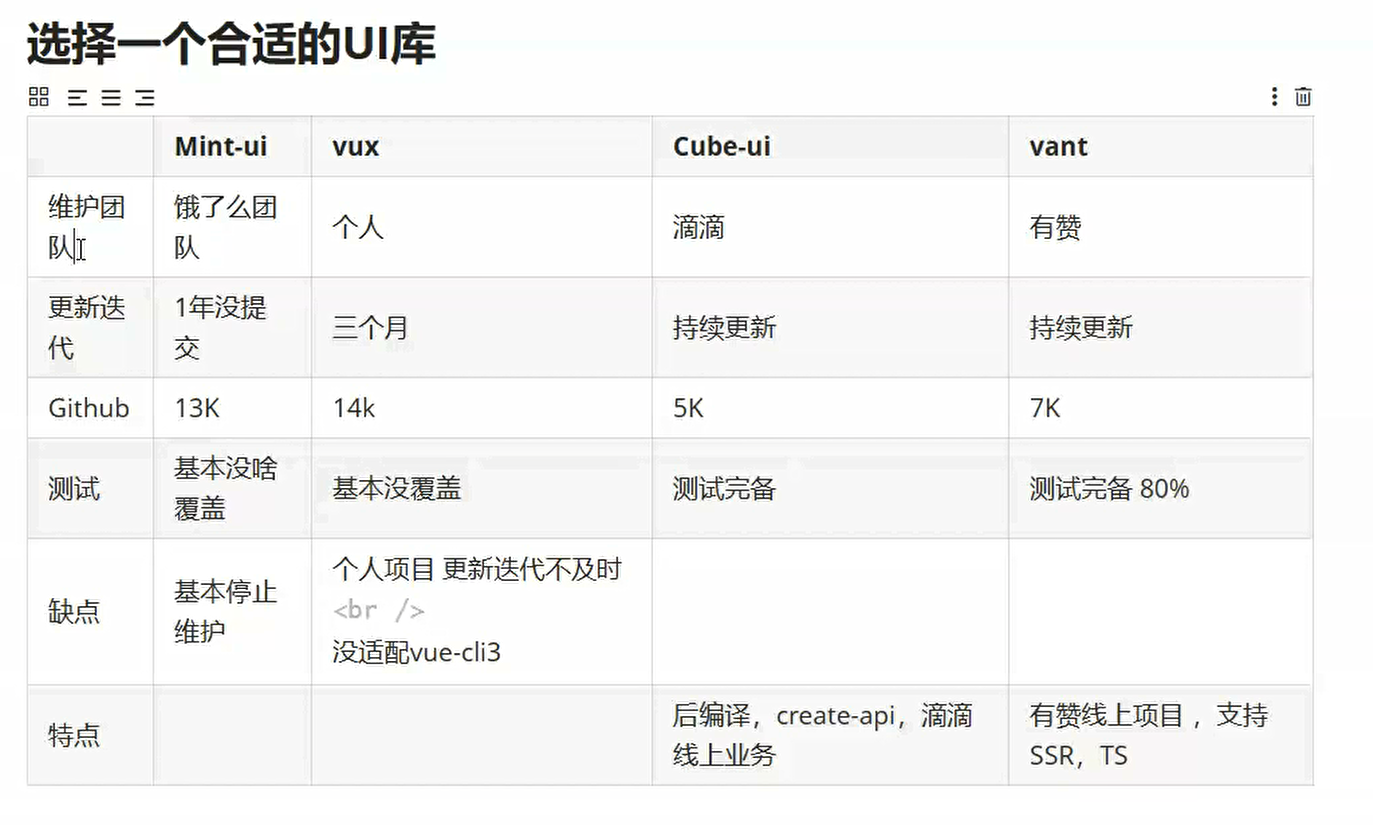 选择一个合适的UI库
Mint-ui vux Cube-ui vant
维护团
队
饿了么团
队
个人
滴滴
有赞
更新迭
代
1年没提
交
三个月
持续更新
持续更新
Github 13K 14k 5K 7K
测试
基本没啥
覆盖
基本没覆盖
测试完备
测试完备 80%
缺点
基本停止
维护
个人项目 更新迭代不及时
<br />
没适配vue-cli3
特点
后编译，create-api，滴滴
线上业务
有赞线上项目 ，支持
SSR，TS